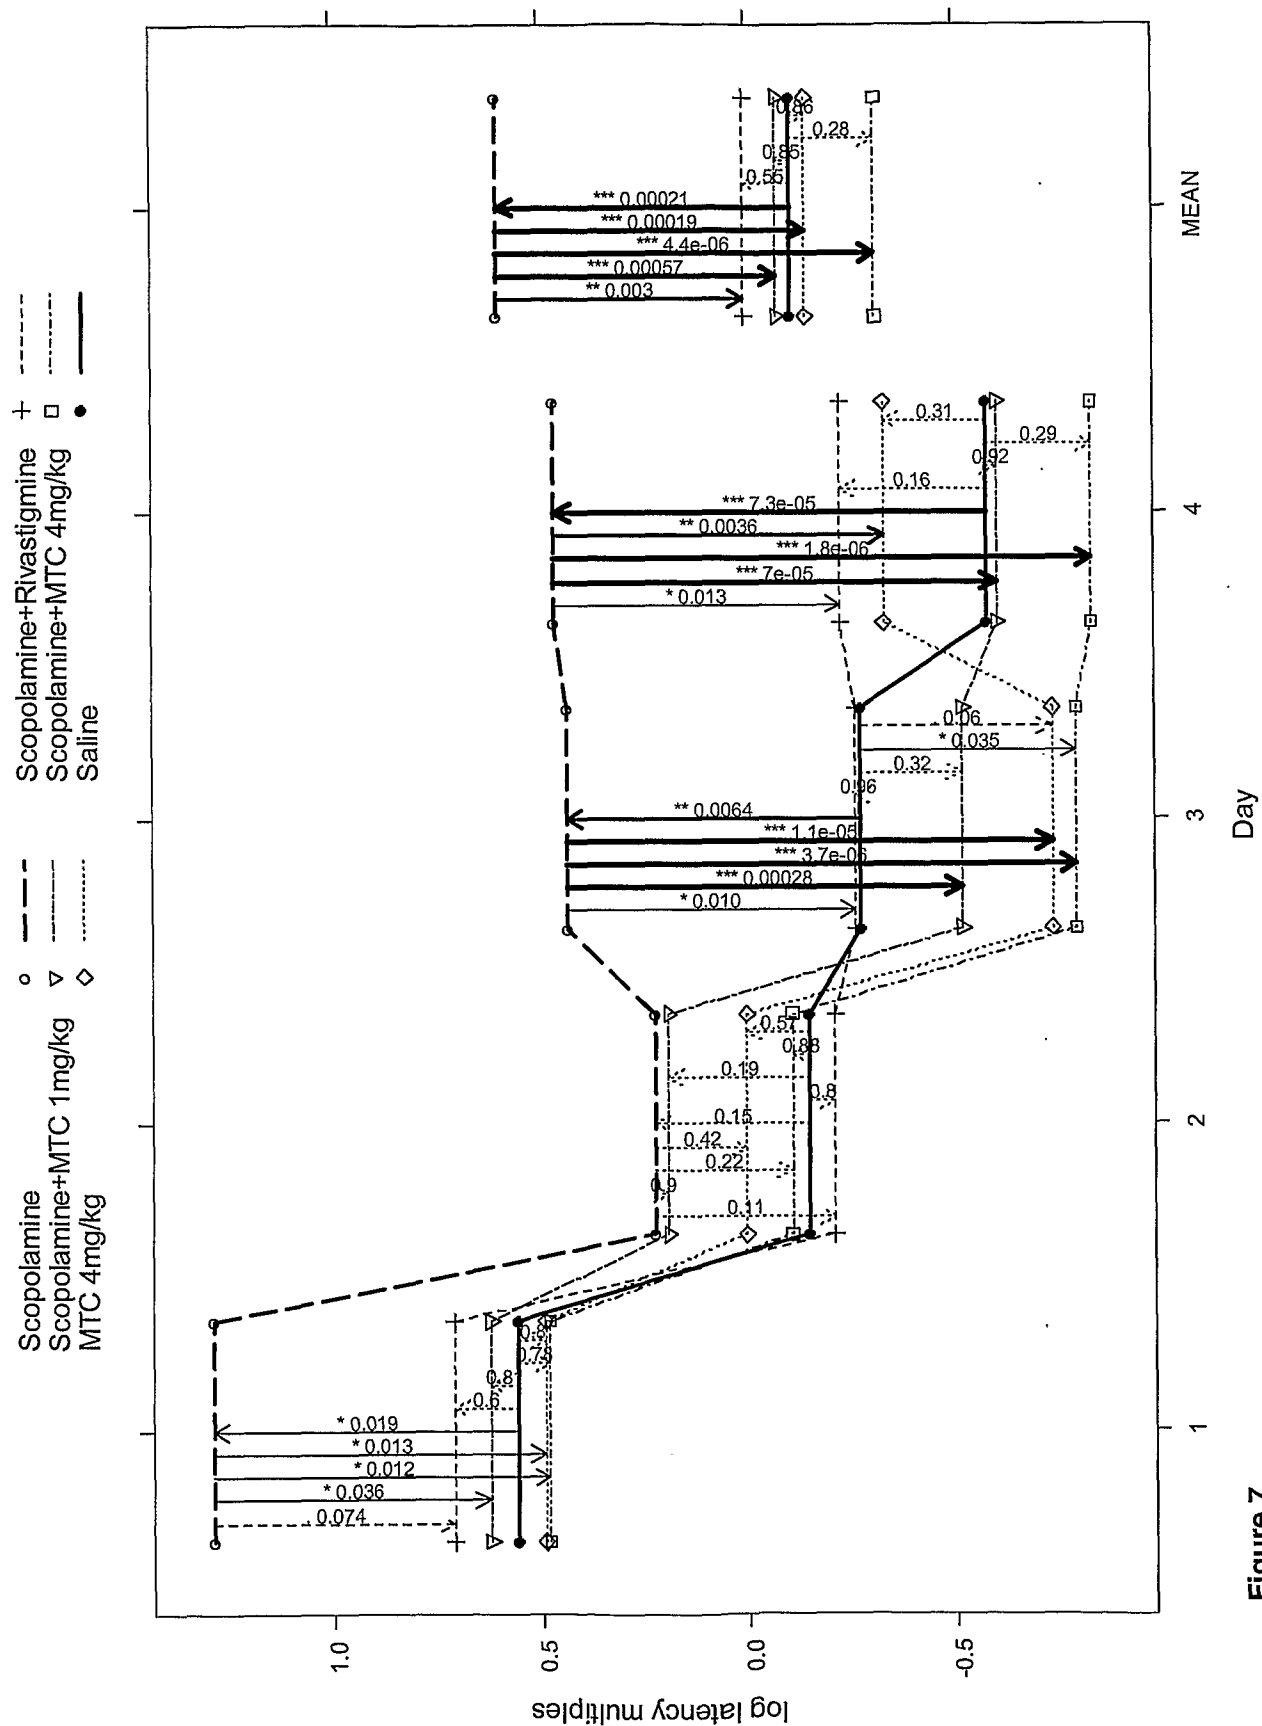 Scopolamine
Scopolamine+MTC 1mg/kg
MTC 4mg/kg
Scopolamine+Rivastigmine
Scopolamine+MTC 4mg/kg
Saline
log latency multiples
1.0
0.5
0.0
-0.5
* 0.019
* 0.013
* 0.012
* 0.036
. 0.074
0.6
0.8
0.19
0.15
0.42
0.22
0.9
0.11
0.57
0.88
0.8
** 0.0064
*** 1.1e-05
*** 3.7e-06
*** 0.00028
* 0.010
. 0.06
* 0.035
0.32
0.96
*** 7.3e-05
** 0.0036
*** 1.8e-06
*** 7e-05
* 0.013
0.31
0.29
0.92
0.16
*** 0.00021
*** 0.00019
*** 4.4e-06
*** 0.00057
** 0.003
0.86
0.28
0.85
0.55
1
2
3
4
MEAN
Day
Figure 7